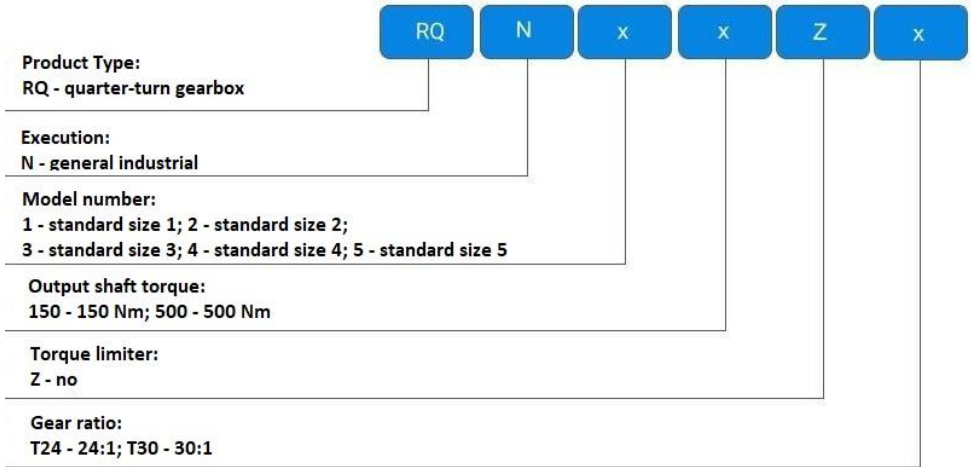 RQ N x x Z x
Product Type:
RQ - quarter-turn gearbox
Execution:
N - general industrial
Model number:
1 - standard size 1; 2 - standard size 2;
3 - standard size 3; 4 - standard size 4; 5 - standard size 5
Output shaft torque:
150 - 150 Nm; 500 - 500 Nm
Torque limiter:
Z - no
Gear ratio:
T24 - 24:1; T30 - 30:1